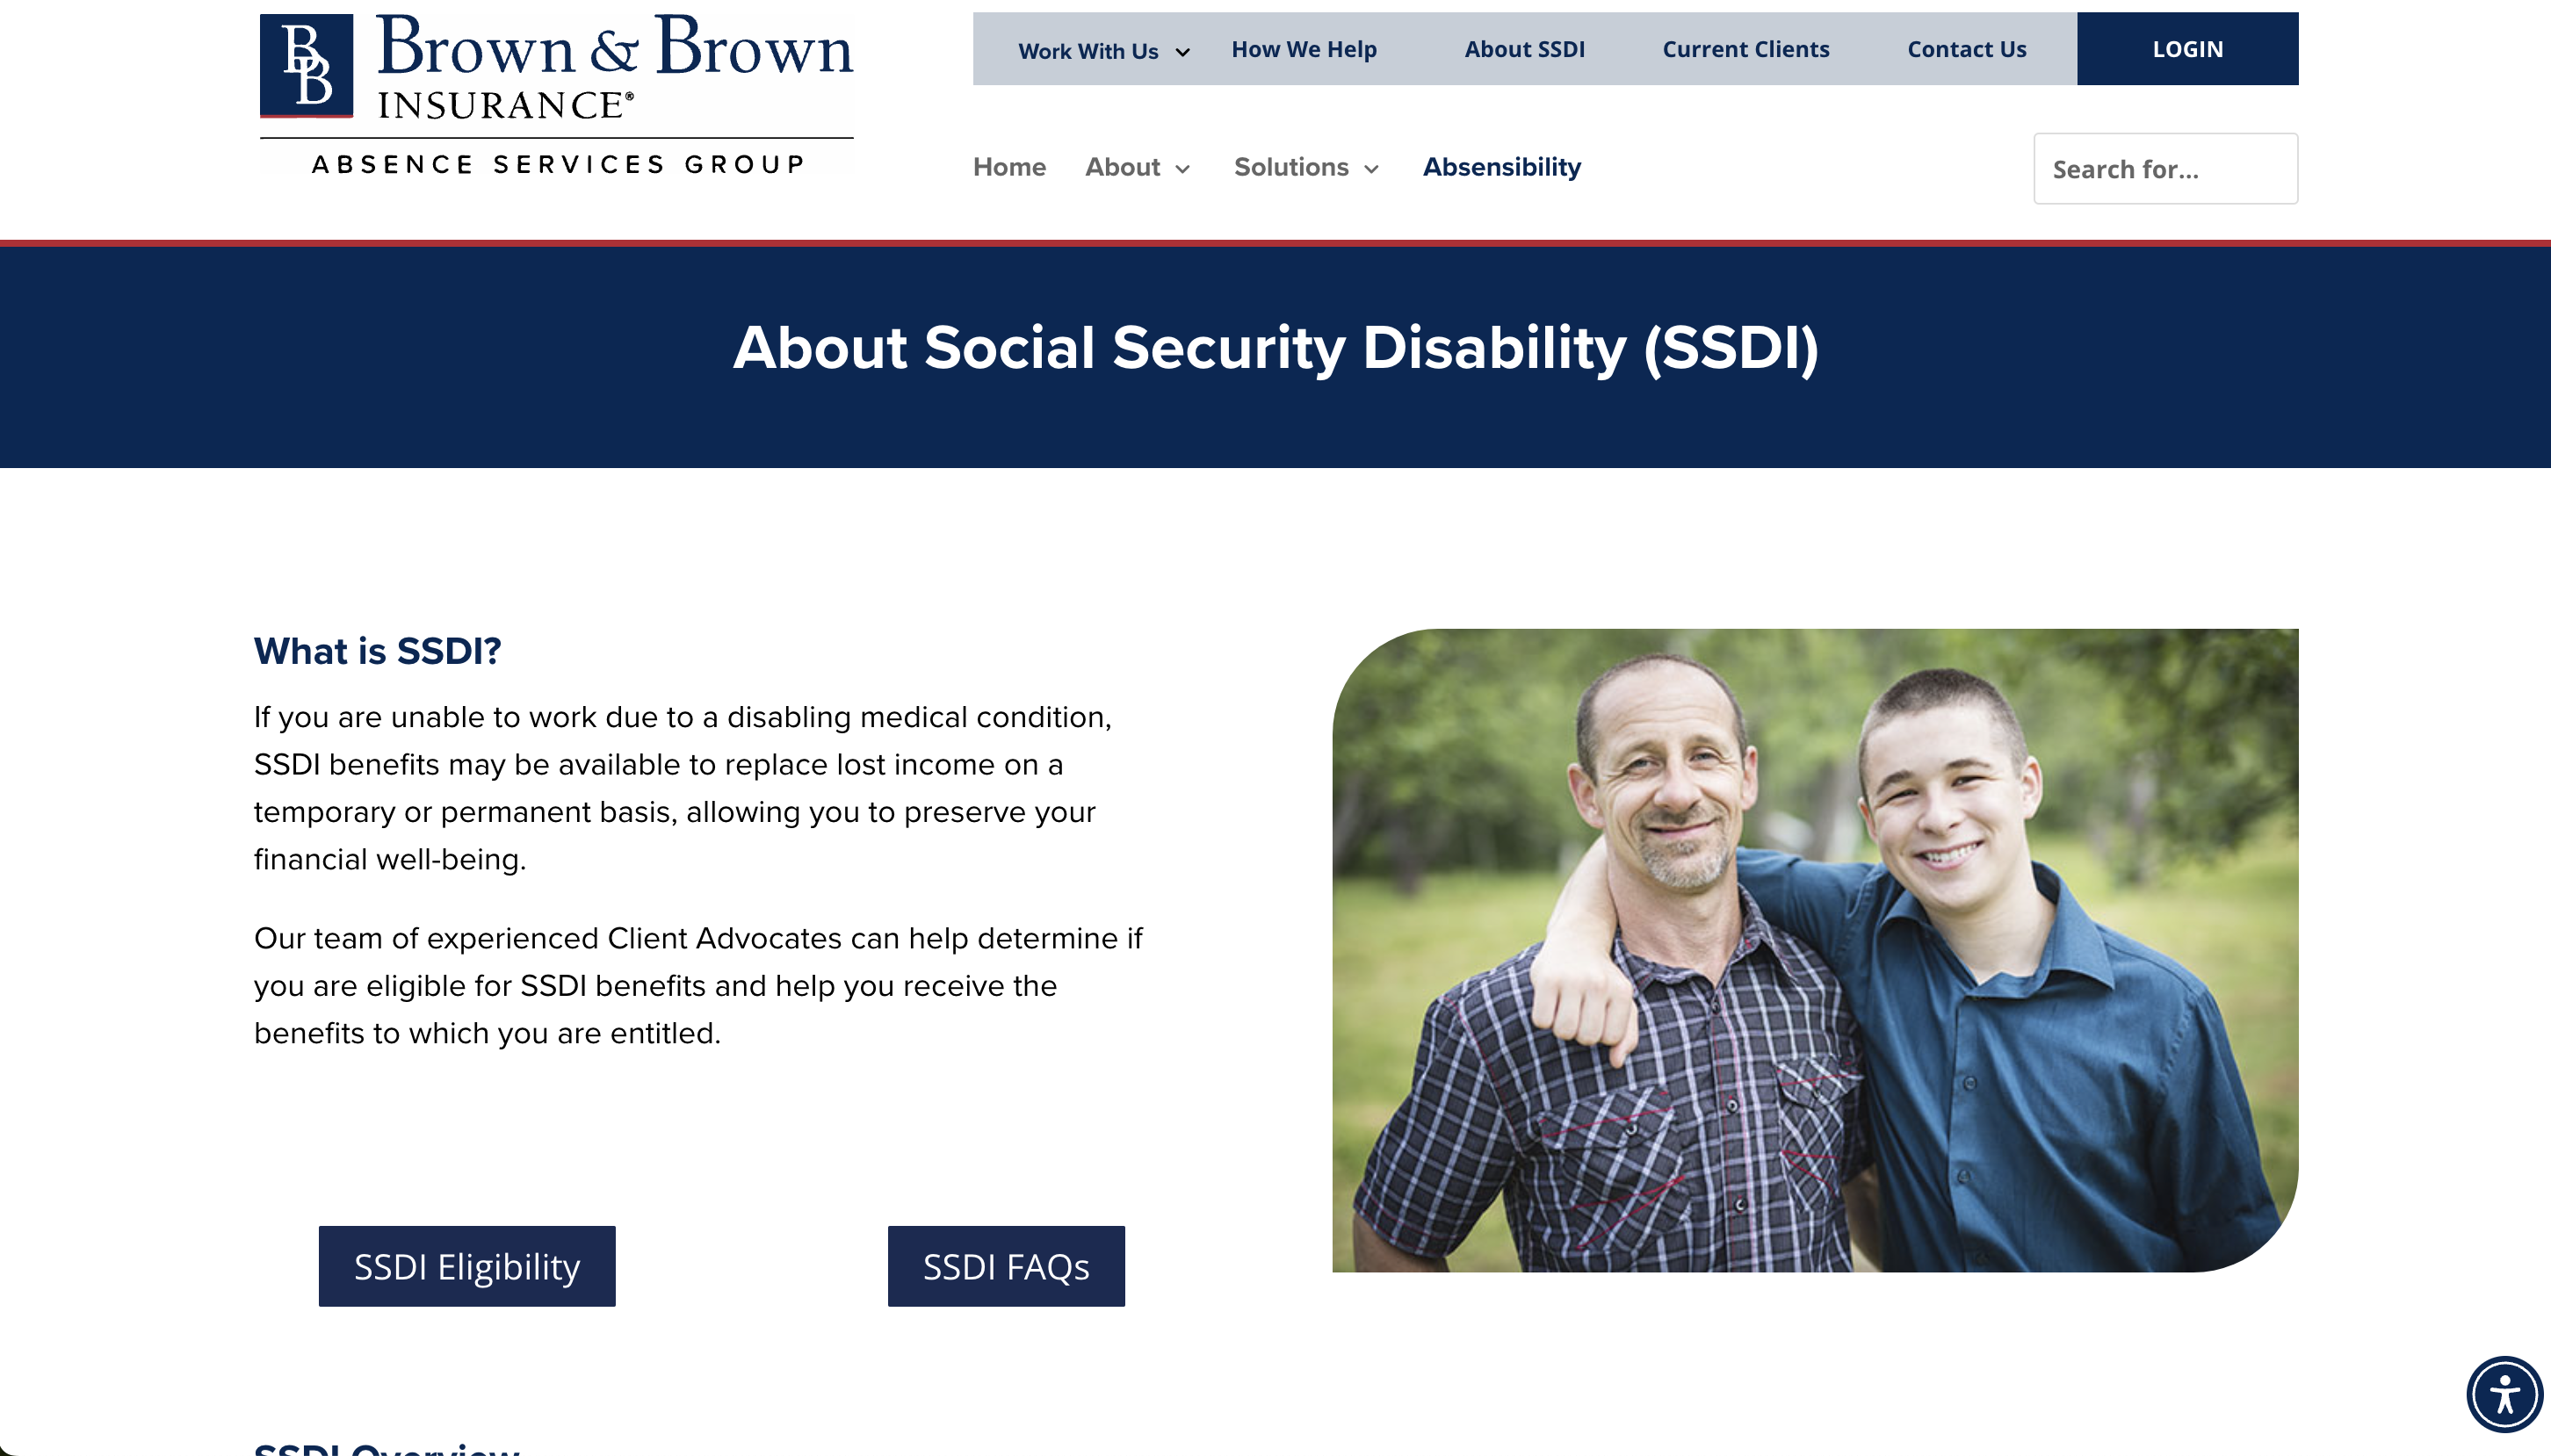 BB
Brown & Brown
INSURANCE®
ABSENCE SERVICES GROUP
Work With Us
How We Help
About SSDI
Current Clients
Contact Us
LOGIN
Home
About
Solutions
Absensibility
Search for...
About Social Security Disability (SSDI)
What is SSDI?
If you are unable to work due to a disabling medical condition,
SSDI benefits may be available to replace lost income on a
temporary or permanent basis, allowing you to preserve your
financial well-being.
Our team of experienced Client Advocates can help determine if
you are eligible for SSDI benefits and help you receive the
benefits to which you are entitled.
SSDI Eligibility
SSDI FAQs
SSDI Overview